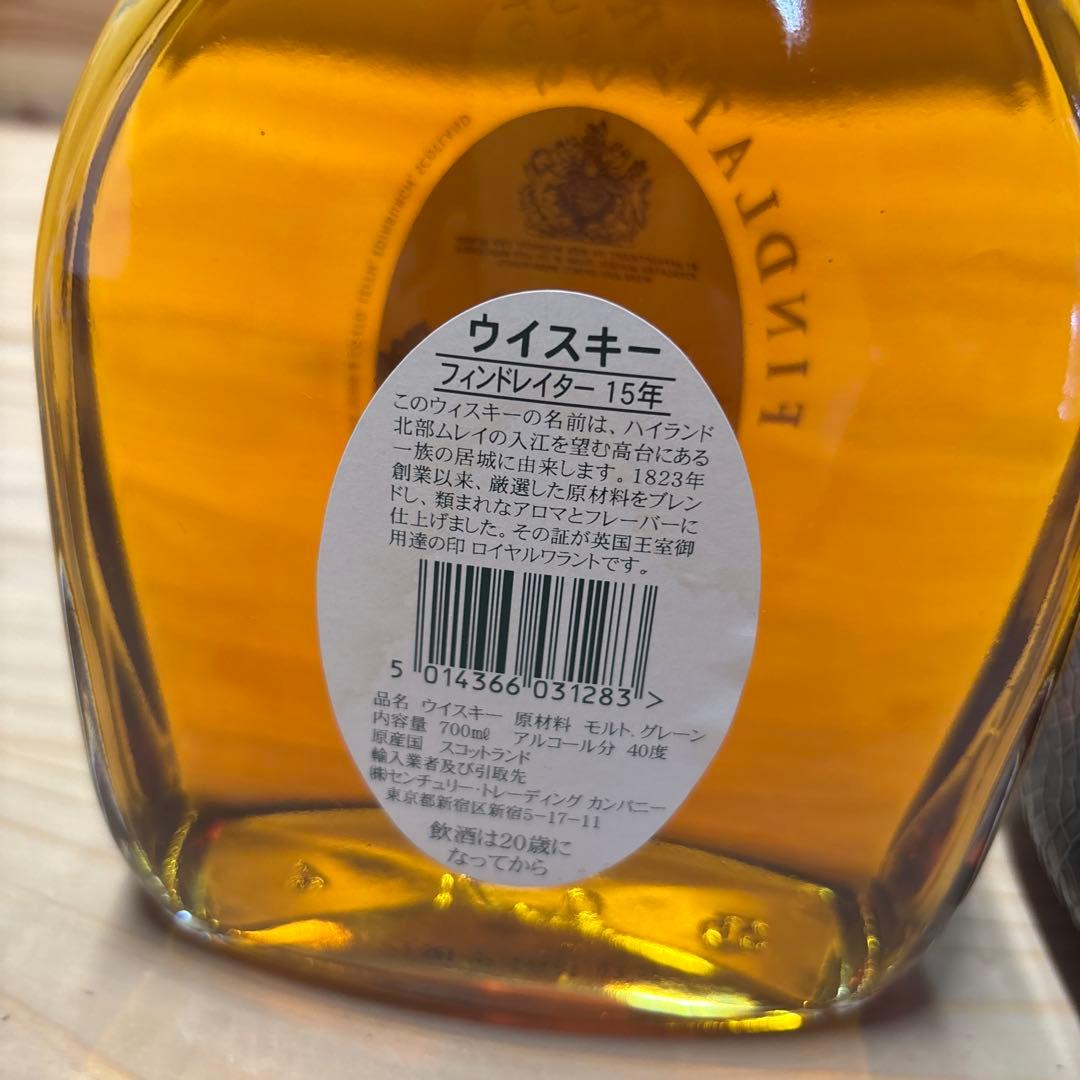 FINDLAT
ウイスキー
フィンドレイター 15年
このウィスキーの名前は、ハイランド
北部ムレイの入江を望む高台にある
一族の居城に由来します。1823年
創業以来、厳選した原材料をブレン
ドし、類まれなアロマとフレーバーに
仕上げました。その証が英国王室御
用達の印 ロイヤルワラントです。
5 014366 031283 >
品名 ウイスキー 原材料 モルト、グレーン
内容量 700mℓ アルコール分 40度
原産国 スコットランド
輸入業者及び引取先
㈱センチュリー・トレーディング カンパニー
東京都新宿区新宿5-17-11
飲酒は20歳に
なってから